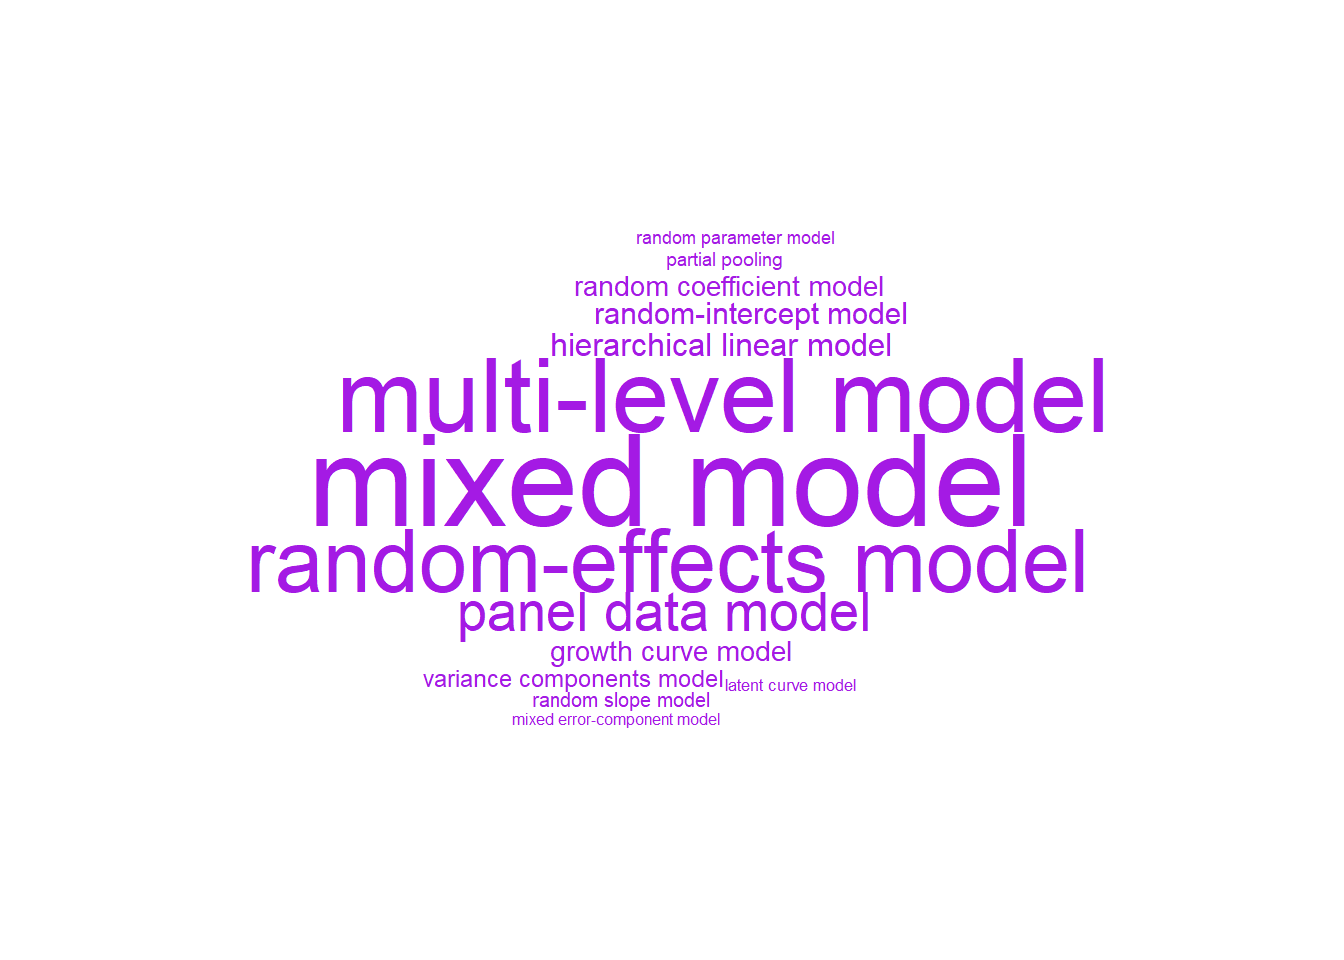 random parameter model
partial pooling
random coefficient model
random-intercept model
hierarchical linear model
multi-level model
mixed model
random-effects model
panel data model
growth curve model
variance components model
latent curve model
random slope model
mixed error-component model